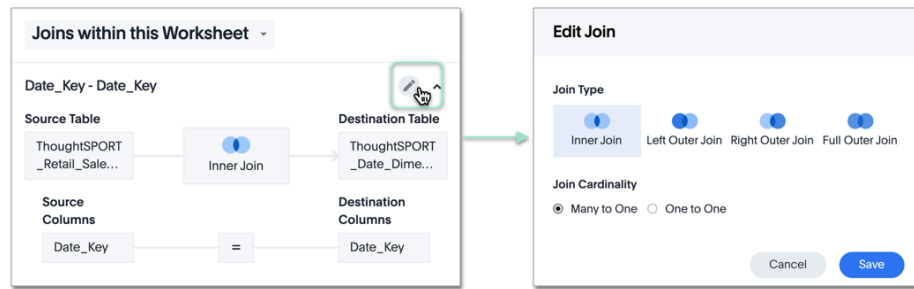 Joins within this Worksheet
Date_Key - Date_Key
Source Table
Destination Table
ThoughtSPORT
_Retail_Sale...
Inner Join
ThoughtSPORT
_Date_Dime...
Source
Columns
Destination
Columns
Date_Key
=
Date_Key
Edit Join
Join Type
Inner Join
Left Outer Join
Right Outer Join
Full Outer Join
Join Cardinality
Many to One
One to One
Cancel
Save